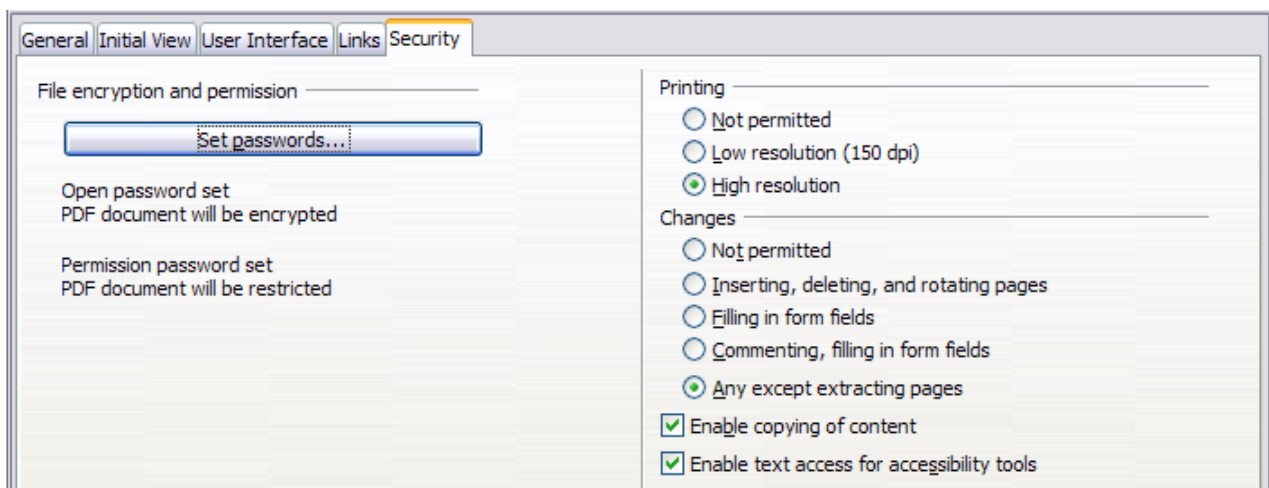 General Initial View User Interface Links Security
File encryption and permission
Set passwords...
Open password set
PDF document will be encrypted
Permission password set
PDF document will be restricted
Printing
Not permitted
Low resolution (150 dpi)
High resolution
Changes
Not permitted
Inserting, deleting, and rotating pages
Filling in form fields
Commenting, filling in form fields
Any except extracting pages
Enable copying of content
Enable text access for accessibility tools